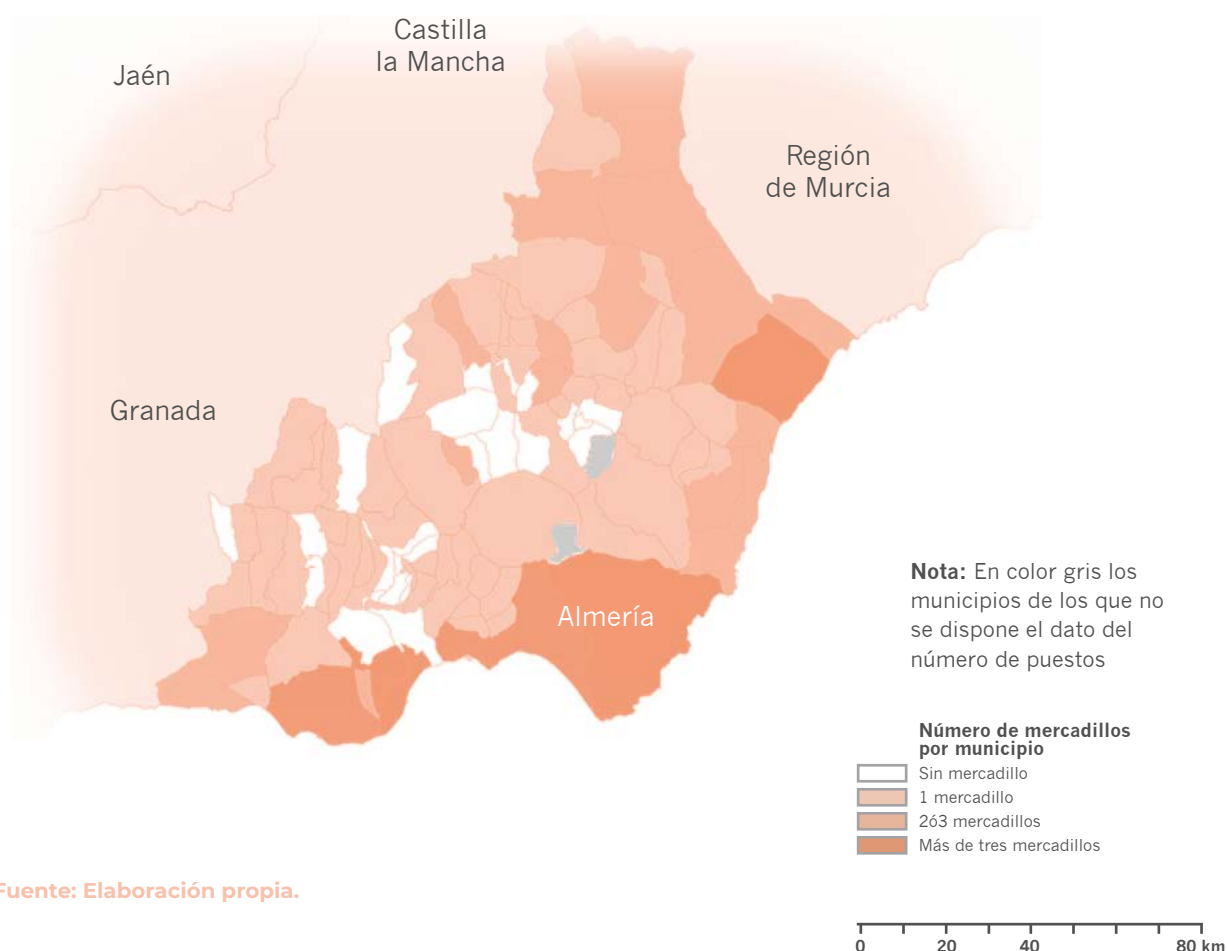 Castilla
la Mancha
Jaén
Región
de Murcia
Granada
Almería
Nota: En color gris los
municipios de los que no
se dispone el dato del
número de puestos
Número de mercadillos
por municipio
Sin mercadillo
1 mercadillo
2ó3 mercadillos
Más de tres mercadillos
Fuente: Elaboración propia.
0 20 40 80 km